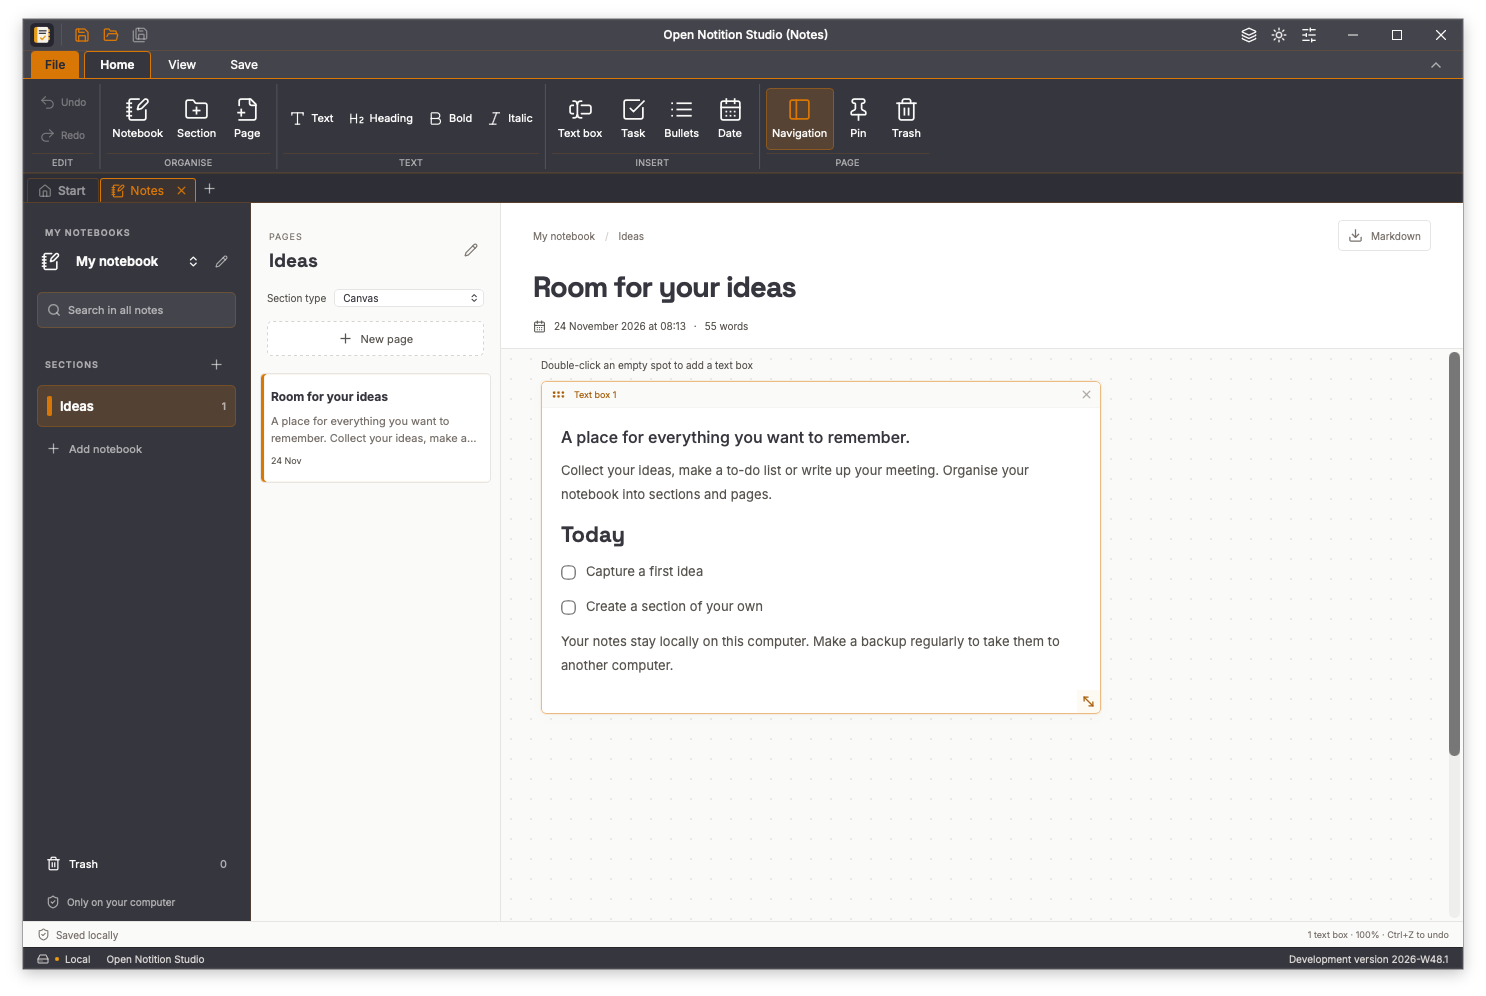 Open Notition Studio (Notes)
File
Home
View
Save
Undo
Redo
EDIT
Notebook
Section
Page
ORGANISE
Text
H2 Heading
Bold
Italic
TEXT
Text box
Task
Bullets
Date
INSERT
Navigation
Pin
Trash
PAGE
Start
Notes
MY NOTEBOOKS
My notebook
Search in all notes
SECTIONS
Ideas
1
Add notebook
Trash
0
Only on your computer
PAGES
Ideas
Section type
Canvas
New page
Room for your ideas
A place for everything you want to
remember. Collect your ideas, make a...
24 Nov
My notebook / Ideas
Markdown
Room for your ideas
24 November 2026 at 08:13 · 55 words
Double-click an empty spot to add a text box
Text box 1
A place for everything you want to remember.
Collect your ideas, make a to-do list or write up your meeting. Organise your
notebook into sections and pages.
Today
Capture a first idea
Create a section of your own
Your notes stay locally on this computer. Make a backup regularly to take them to
another computer.
Saved locally
1 text box · 100% · Ctrl+Z to undo
Local
Open Notition Studio
Development version 2026-W48.1